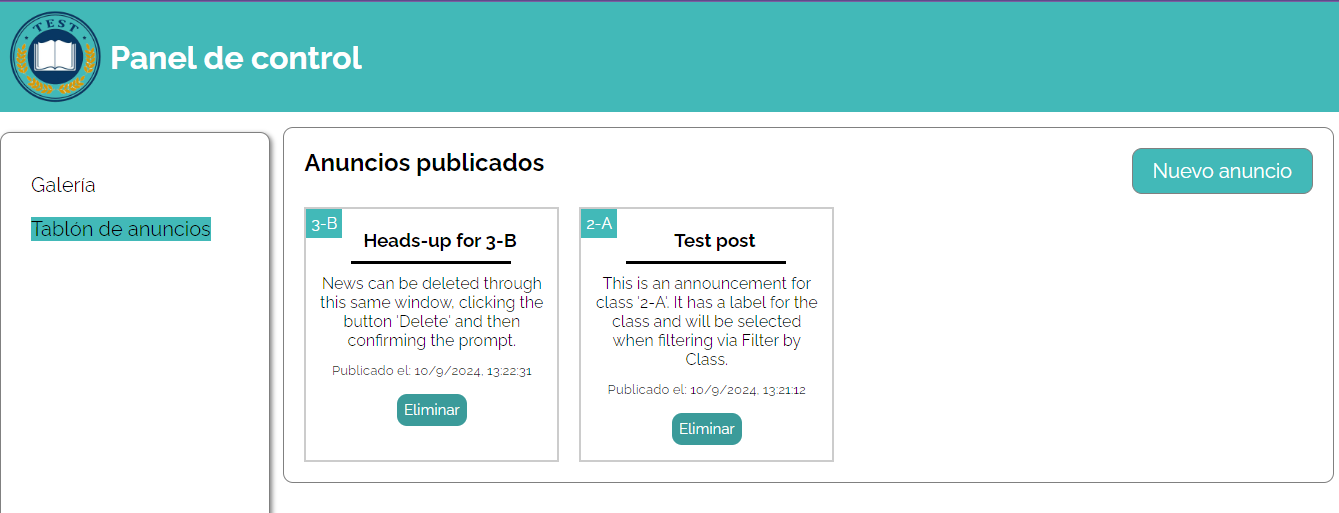 TEST
Panel de control
Galería
Tablón de anuncios
Anuncios publicados
Nuevo anuncio
3-B
Heads-up for 3-B
News can be deleted through
this same window, clicking the
button 'Delete' and then
confirming the prompt.
Publicado el: 10/9/2024, 13:22:31
Eliminar
2-A
Test post
This is an announcement for
class '2-A'. It has a label for the
class and will be selected
when filtering via Filter by
Class.
Publicado el: 10/9/2024, 13:21:12
Eliminar